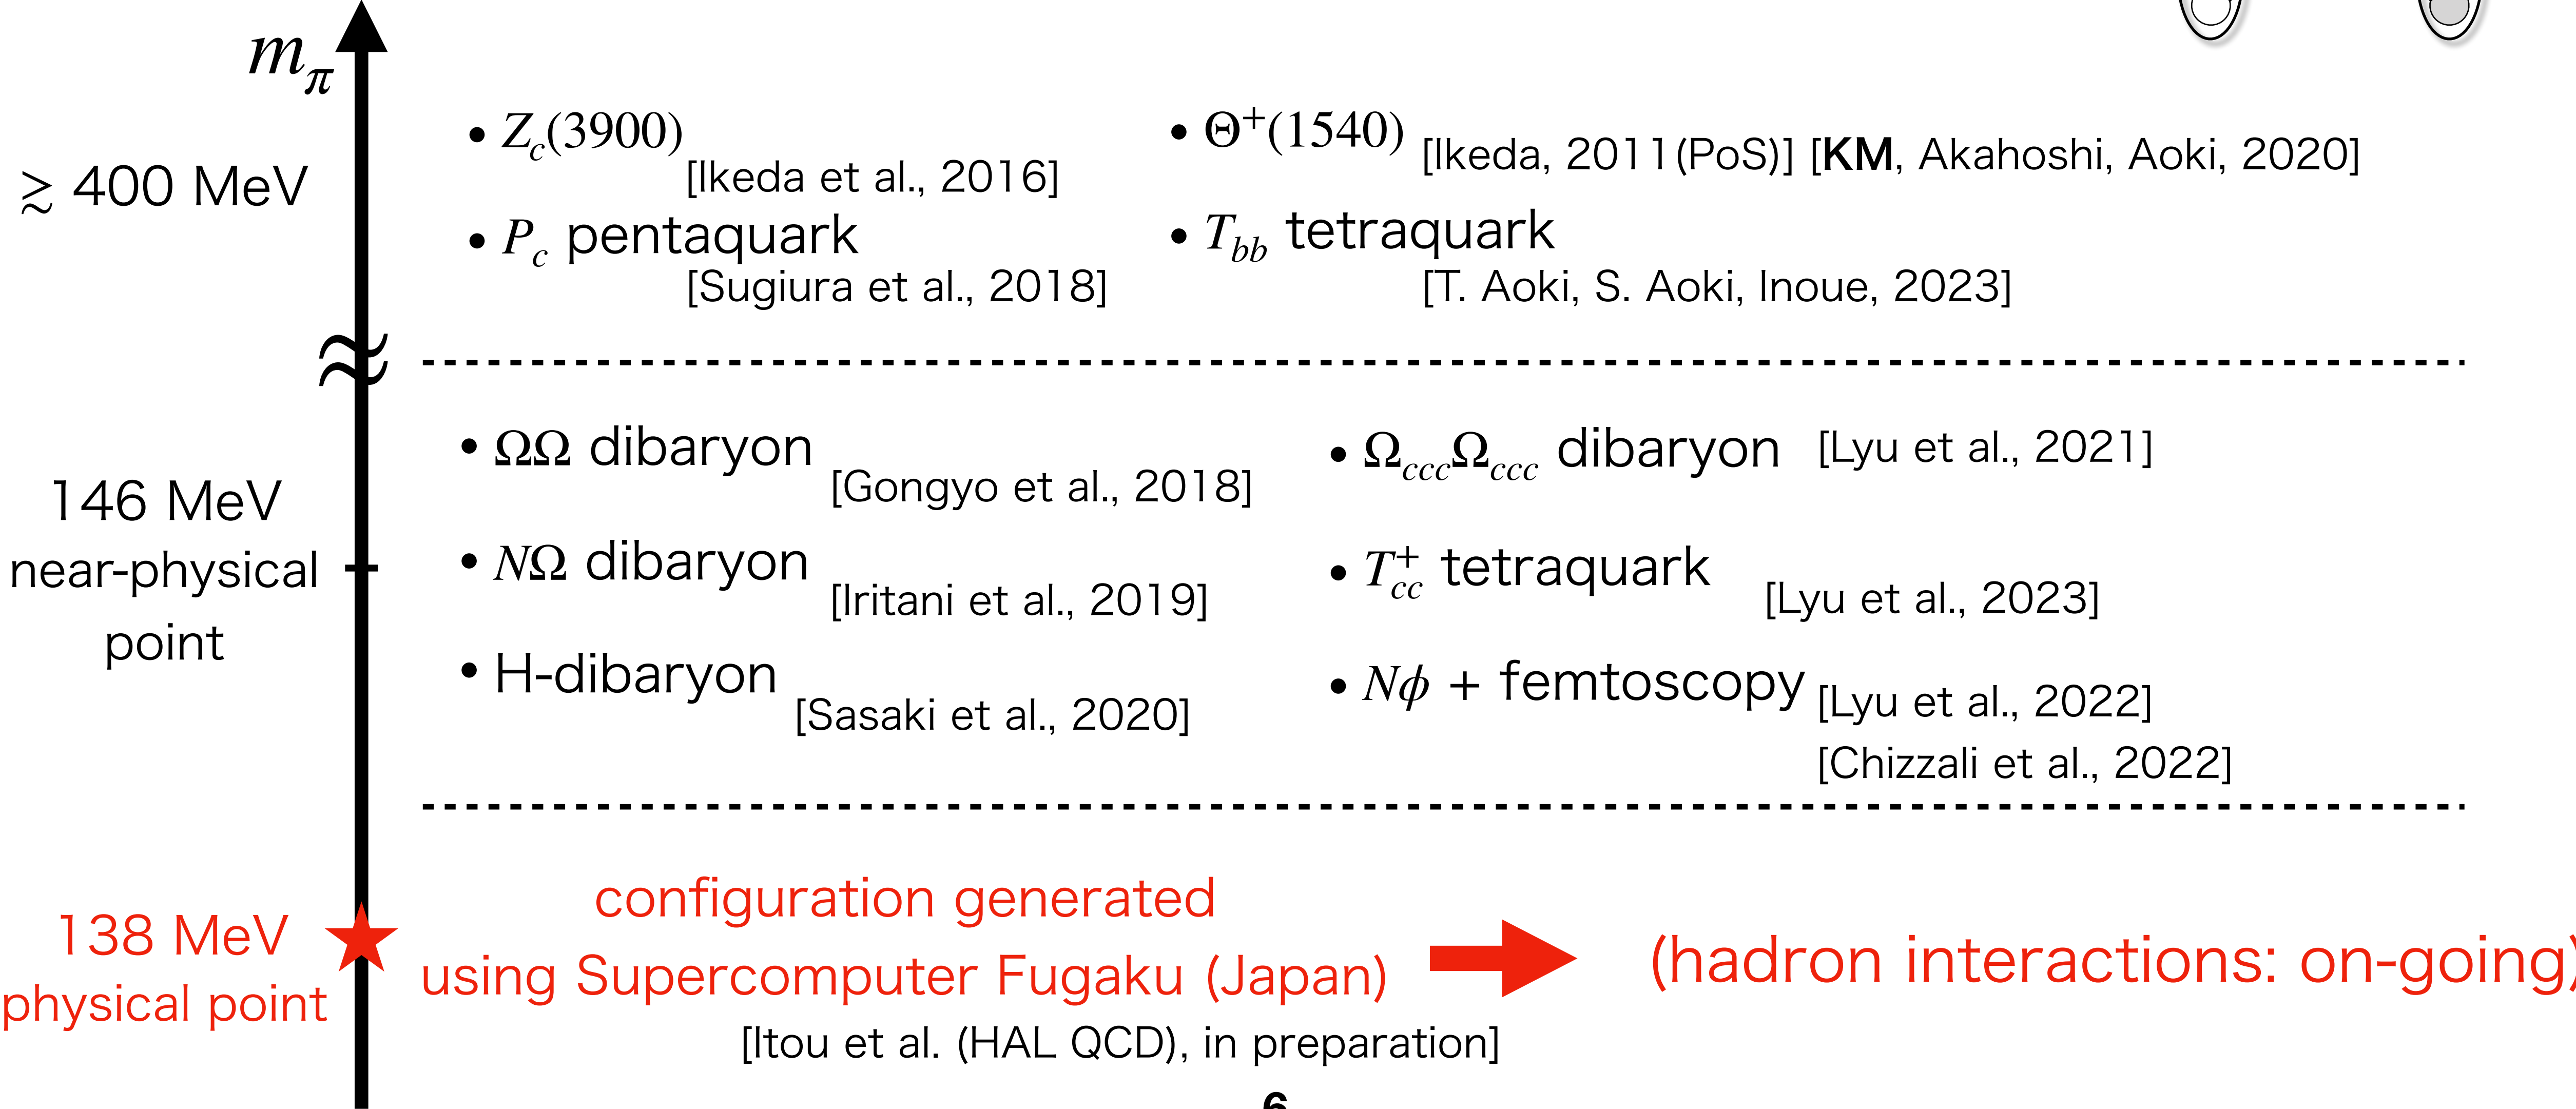 m_π
≳ 400 MeV
• Z_c(3900) [Ikeda et al., 2016]
• P_c pentaquark
[Sugiura et al., 2018]
• Θ^+(1540) [Ikeda, 2011(PoS)] [KM, Akahoshi, Aoki, 2020]
• T_bb tetraquark
[T. Aoki, S. Aoki, Inoue, 2023]
≈
146 MeV
near-physical
point
• ΩΩ dibaryon [Gongyo et al., 2018]
• NΩ dibaryon [Iritani et al., 2019]
• H-dibaryon [Sasaki et al., 2020]
• Ω_cccΩ_ccc dibaryon [Lyu et al., 2021]
• T_cc^+ tetraquark [Lyu et al., 2023]
• Nϕ + femtoscopy [Lyu et al., 2022]
[Chizzali et al., 2022]
138 MeV
physical point
configuration generated
using Supercomputer Fugaku (Japan)
(hadron interactions: on-going)
[Itou et al. (HAL QCD), in preparation]
6